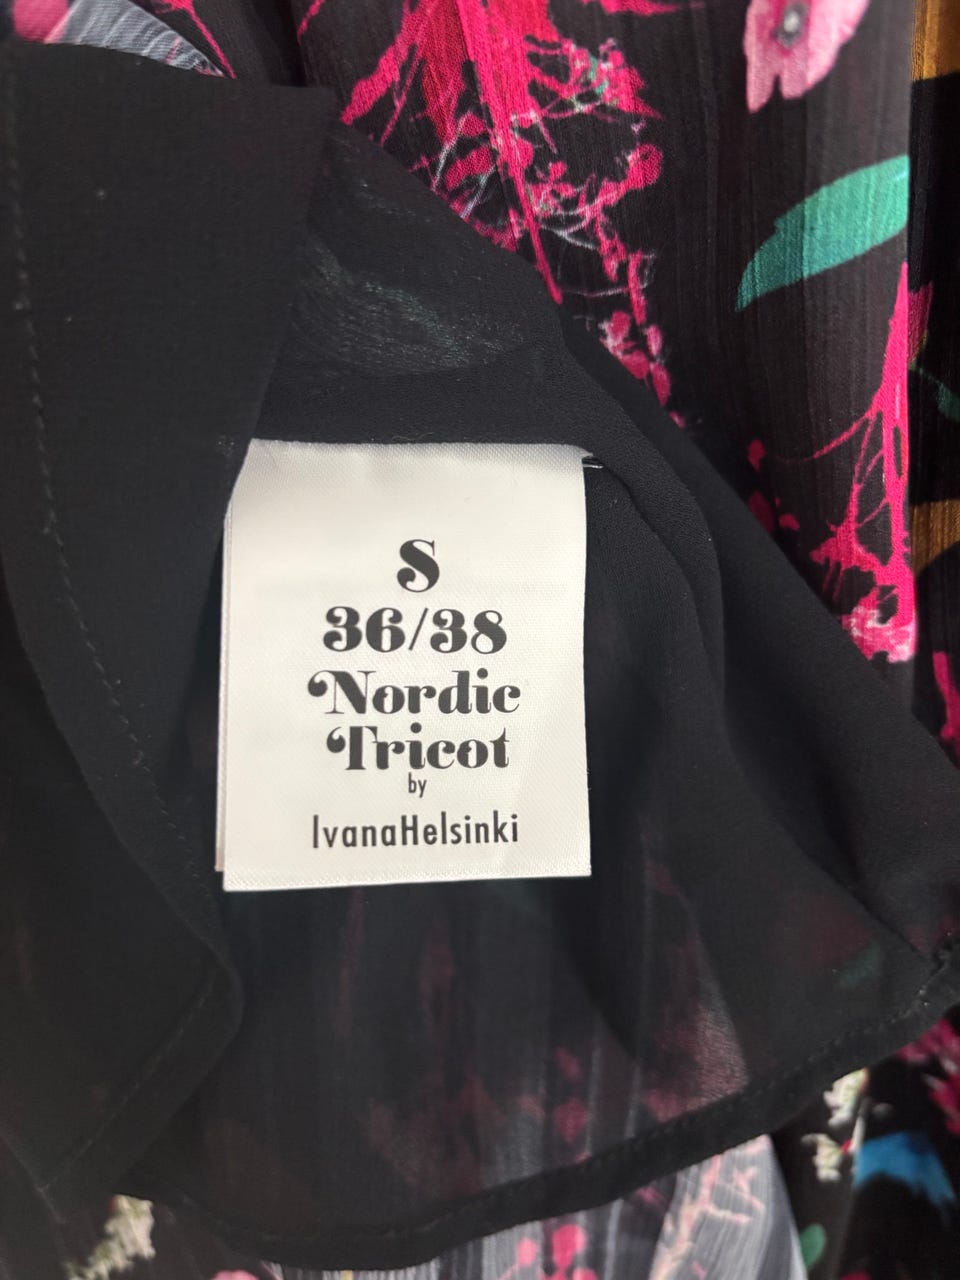 S
36/38
Nordic
Tricot
by
IvanaHelsinki